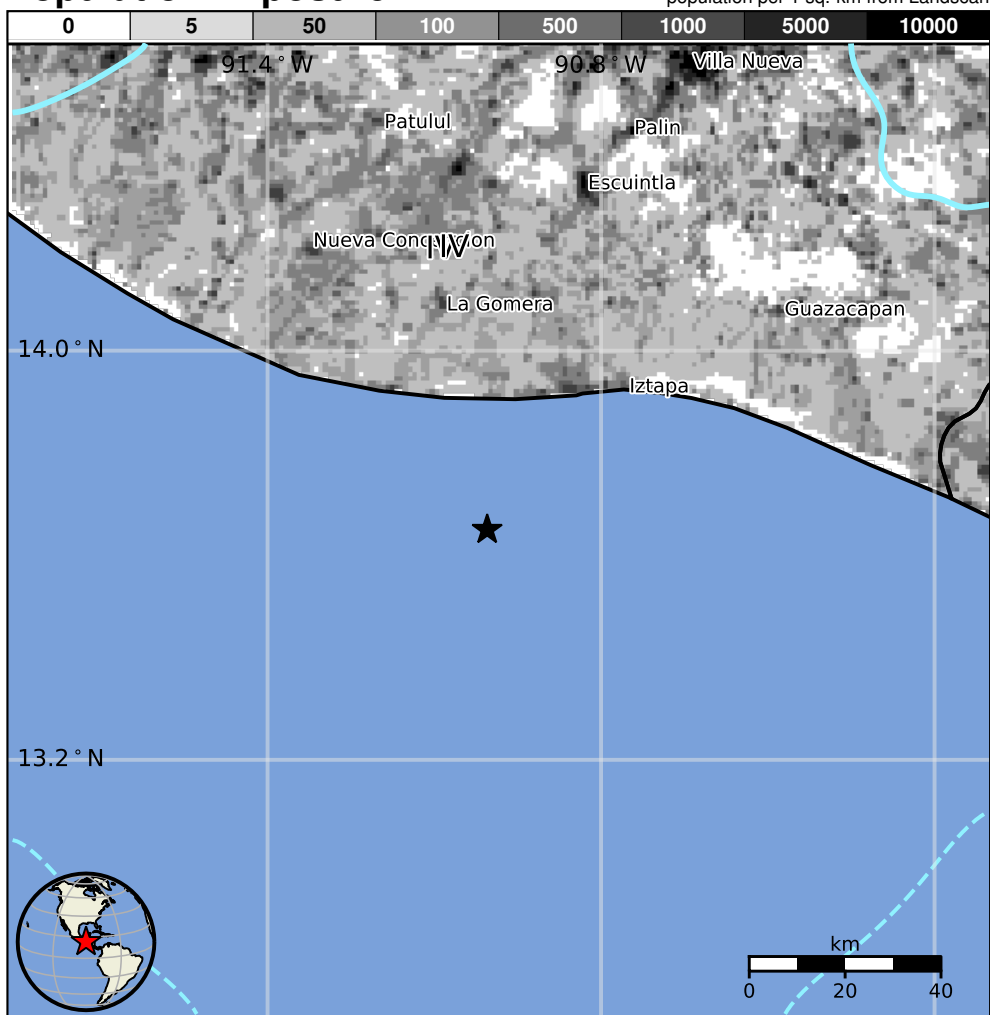 population per 1 sq. km from Landscan
0 5 50 100 500 1000 5000 10000
91.4°W 90.8°W Villa Nueva
Patulul Palin
Escuintla
Nueva Concepcion
IV
La Gomera Guazacapan
14.0°N
Iztapa
13.2°N
km
0 20 40